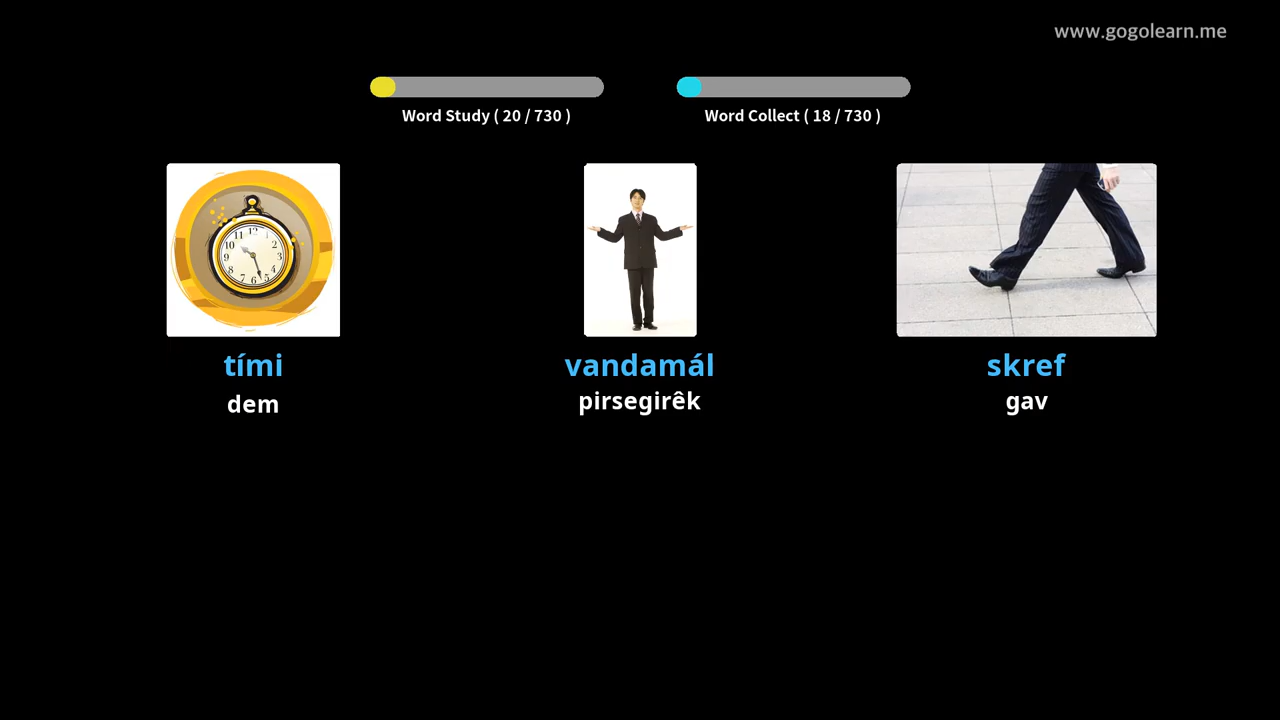 www.gogolearn.me
Word Study ( 20 / 730 )
Word Collect ( 18 / 730 )
tími
vandamál
skref
dem
pirsegirêk
gav